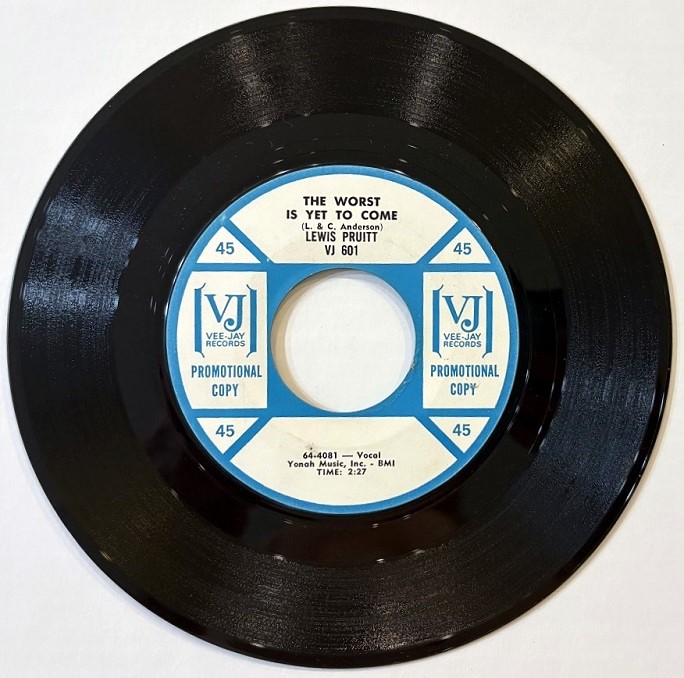 THE WORST
IS YET TO COME
(L. & C. Anderson)
LEWIS PRUITT
VJ 601
45
45
VJ
VEE-JAY
RECORDS
PROMOTIONAL
COPY
VJ
VEE-JAY
RECORDS
PROMOTIONAL
COPY
45
45
64-4081 — Vocal
Yonah Music, Inc. - BMI
TIME: 2:27